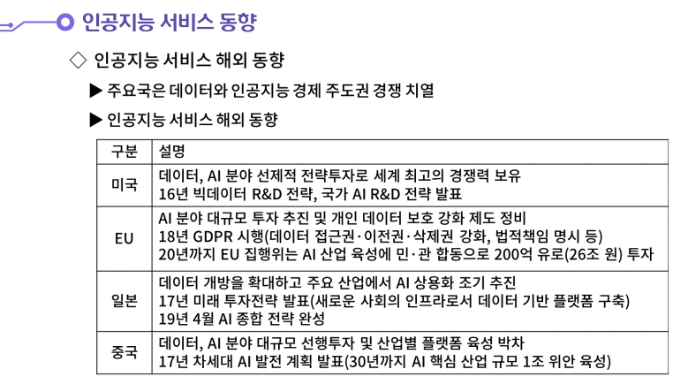 인공지능 서비스 동향
◇ 인공지능 서비스 해외 동향
▶ 주요국은 데이터와 인공지능 경제 주도권 경쟁 치열
▶ 인공지능 서비스 해외 동향
구분 설명
미국
데이터, AI 분야 선제적 전략투자로 세계 최고의 경쟁력 보유
16년 빅데이터 R&D 전략, 국가 AI R&D 전략 발표
EU
AI 분야 대규모 투자 추진 및 개인 데이터 보호 강화 제도 정비
18년 GDPR 시행(데이터 접근권·이전권·삭제권 강화, 법적책임 명시 등)
20년까지 EU 집행위는 AI 산업 육성에 민·관 합동으로 200억 유로(26조 원) 투자
일본
데이터 개방을 확대하고 주요 산업에서 AI 상용화 조기 추진
17년 미래 투자전략 발표(새로운 사회의 인프라로서 데이터 기반 플랫폼 구축)
19년 4월 AI 종합 전략 완성
중국
데이터, AI 분야 대규모 선행투자 및 산업별 플랫폼 육성 박차
17년 차세대 AI 발전 계획 발표(30년까지 AI 핵심 산업 규모 1조 위안 육성)